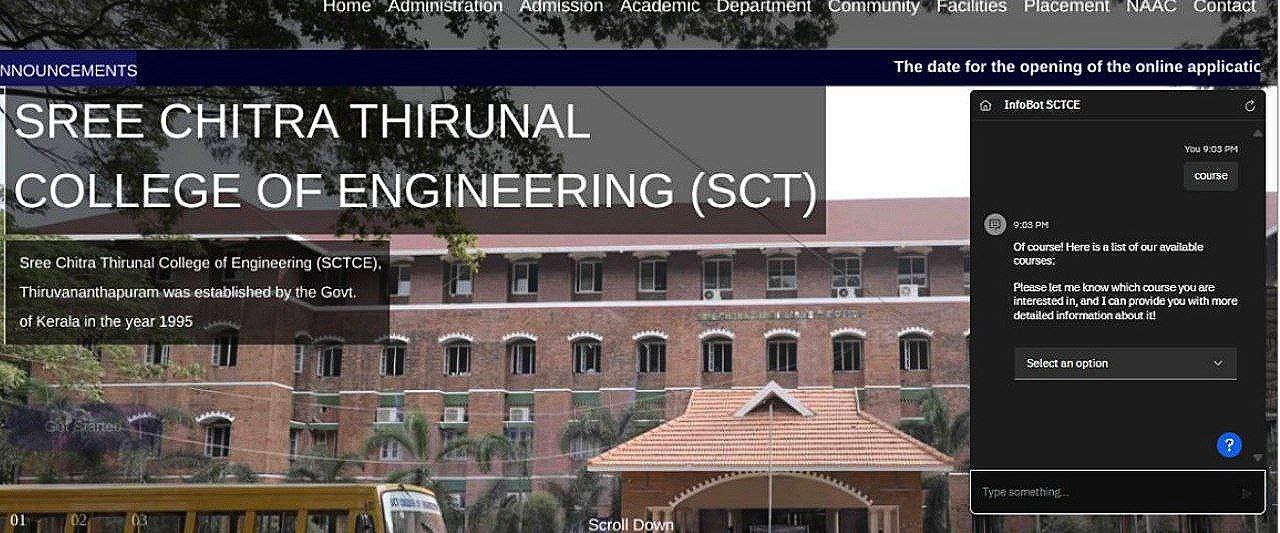 Home Administration Admission Academic Department Community Facilities Placement NAAC Contact
NNOUNCEMENTS
The date for the opening of the online applicatic
SREE CHITRA THIRUNAL
COLLEGE OF ENGINEERING (SCT)
Sree Chitra Thirunal College of Engineering (SCTCE),
Thiruvananthapuram was established by the Govt.
of Kerala in the year 1995
Get Started
01 02 03
Scroll Down
InfoBot SCTCE
You 9:03 PM
course
9:03 PM
Of course! Here is a list of our available
courses:
Please let me know which course you are
interested in, and I can provide you with more
detailed information about it!
Select an option
?
Type something...